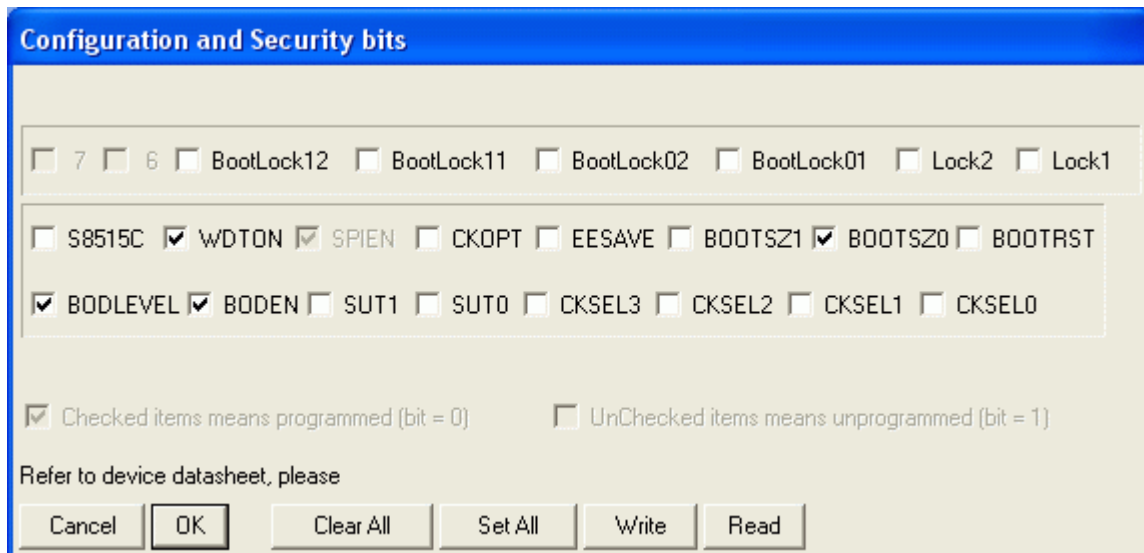 Configuration and Security bits
7 6 BootLock12 BootLock11 BootLock02 BootLock01 Lock2 Lock1
S8515C WDTON SPIEN CKOPT EESAVE BOOTSZ1 BOOTSZ0 BOOTRST
BODLEVEL BODEN SUT1 SUT0 CKSEL3 CKSEL2 CKSEL1 CKSEL0
Checked items means programmed (bit = 0) UnChecked items means unprogrammed (bit = 1)
Refer to device datasheet, please
Cancel OK Clear All Set All Write Read